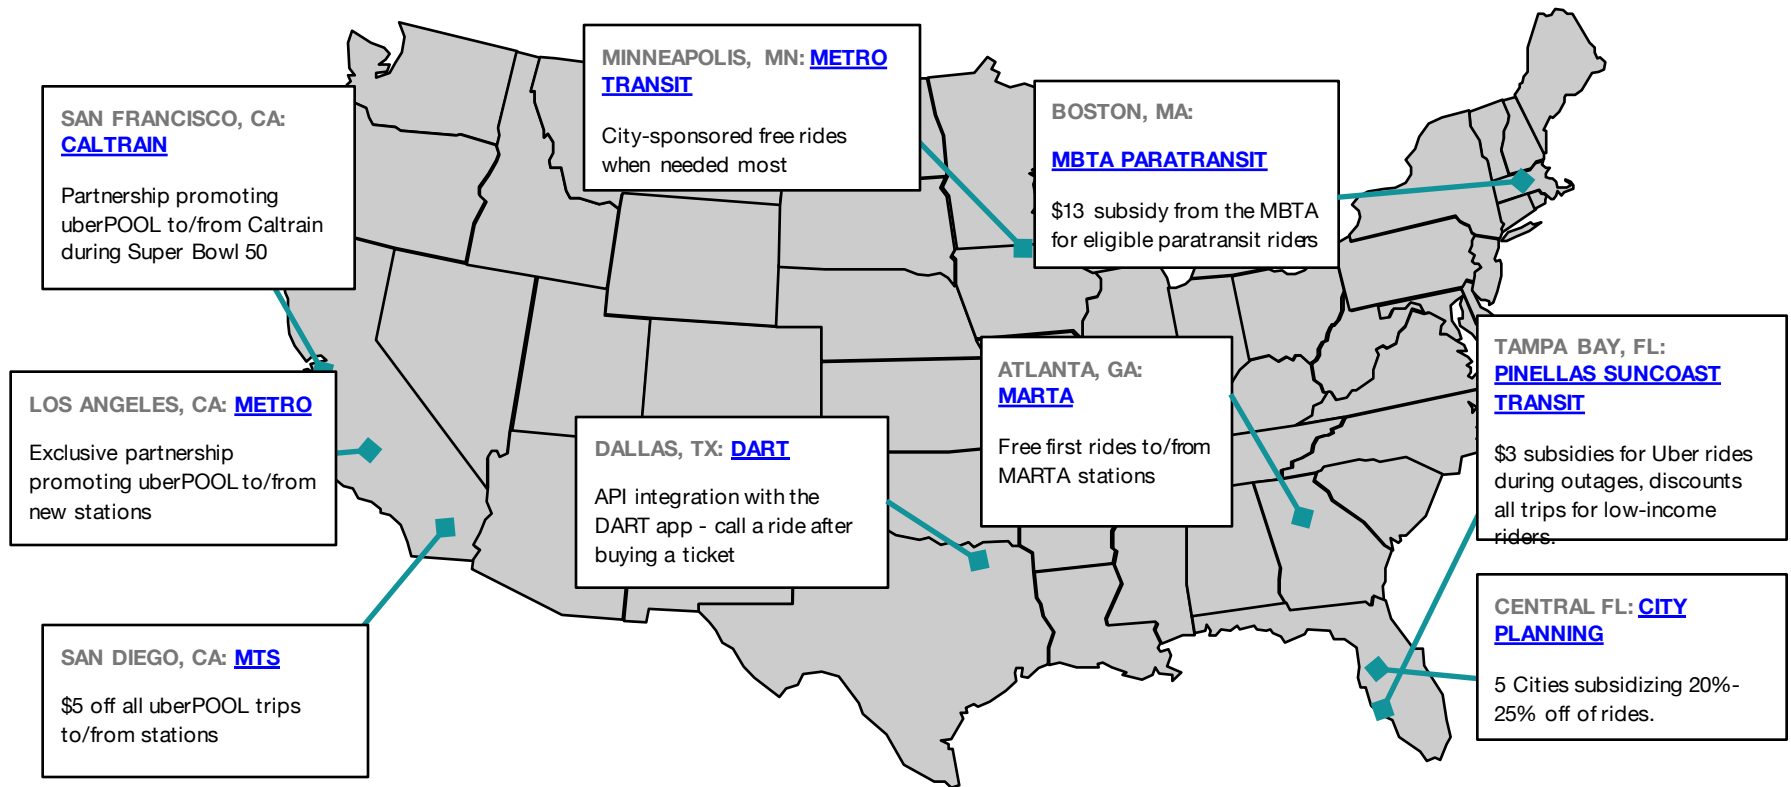 SAN FRANCISCO, CA:
CALTRAIN
Partnership promoting
uberPOOL to/from Caltrain
during Super Bowl 50
MINNEAPOLIS, MN: METRO
TRANSIT
City-sponsored free rides
when needed most
BOSTON, MA:
MBTA PARATRANSIT
$13 subsidy from the MBTA
for eligible paratransit riders
LOS ANGELES, CA: METRO
Exclusive partnership
promoting uberPOOL to/from
new stations
DALLAS, TX: DART
API integration with the
DART app - call a ride after
buying a ticket
ATLANTA, GA:
MARTA
Free first rides to/from
MARTA stations
TAMPA BAY, FL:
PINELLAS SUNCOAST
TRANSIT
$3 subsidies for Uber rides
during outages, discounts
all trips for low-income
riders.
SAN DIEGO, CA: MTS
$5 off all uberPOOL trips
to/from stations
CENTRAL FL: CITY
PLANNING
5 Cities subsidizing 20%-
25% off of rides.